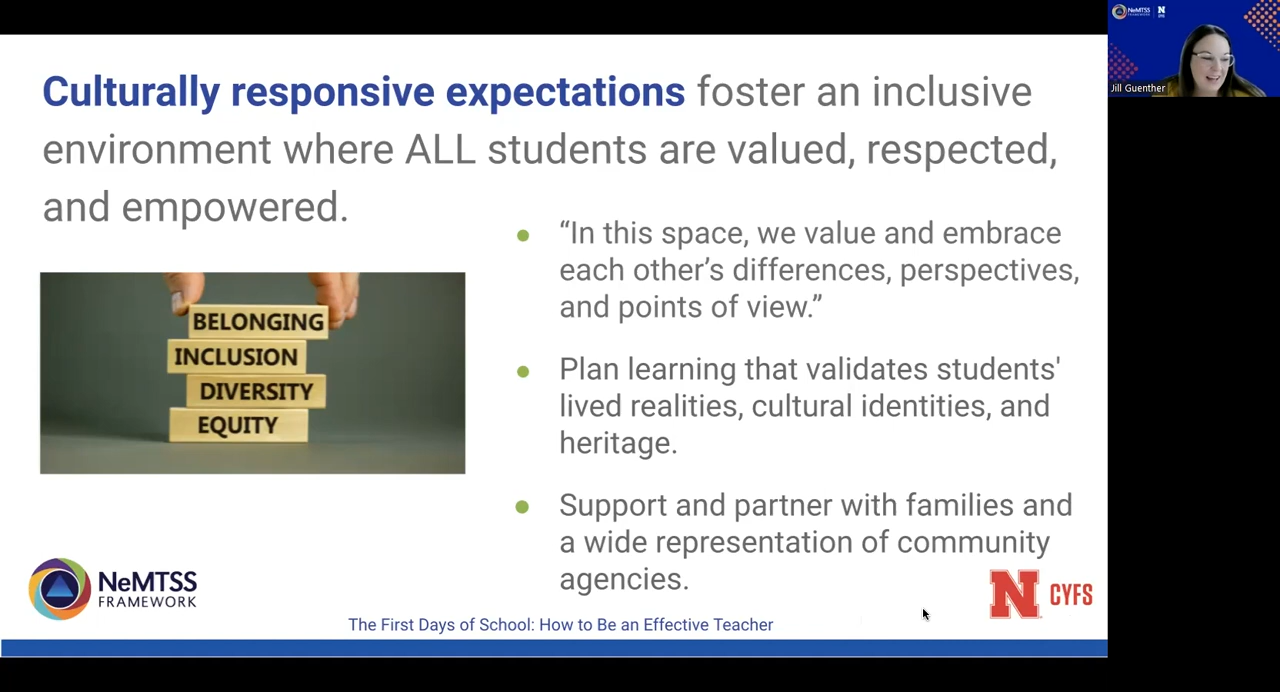 Culturally responsive expectations foster an inclusive
environment where ALL students are valued, respected,
and empowered.
“In this space, we value and embrace
each other’s differences, perspectives,
and points of view.”
Plan learning that validates students'
lived realities, cultural identities, and
heritage.
Support and partner with families and
a wide representation of community
agencies.
BELONGING
INCLUSION
DIVERSITY
EQUITY
NeMTSS
FRAMEWORK
The First Days of School: How to Be an Effective Teacher
N CYFS
NeMTSS
FRAMEWORK
N
Jill Guenther